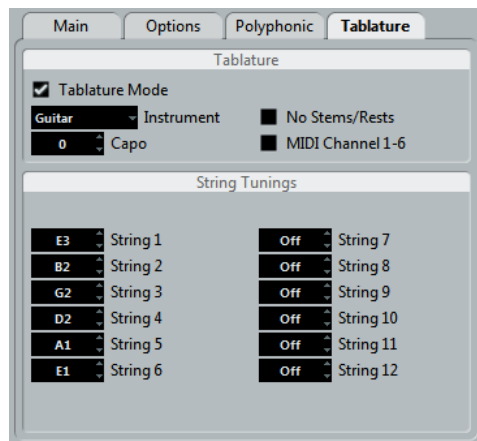 Main Options Polyphonic Tablature
Tablature
Tablature Mode
Guitar Instrument No Stems/Rests
0 Capo MIDI Channel 1-6
String Tunings
E3 String 1 Off String 7
B2 String 2 Off String 8
G2 String 3 Off String 9
D2 String 4 Off String 10
A1 String 5 Off String 11
E1 String 6 Off String 12